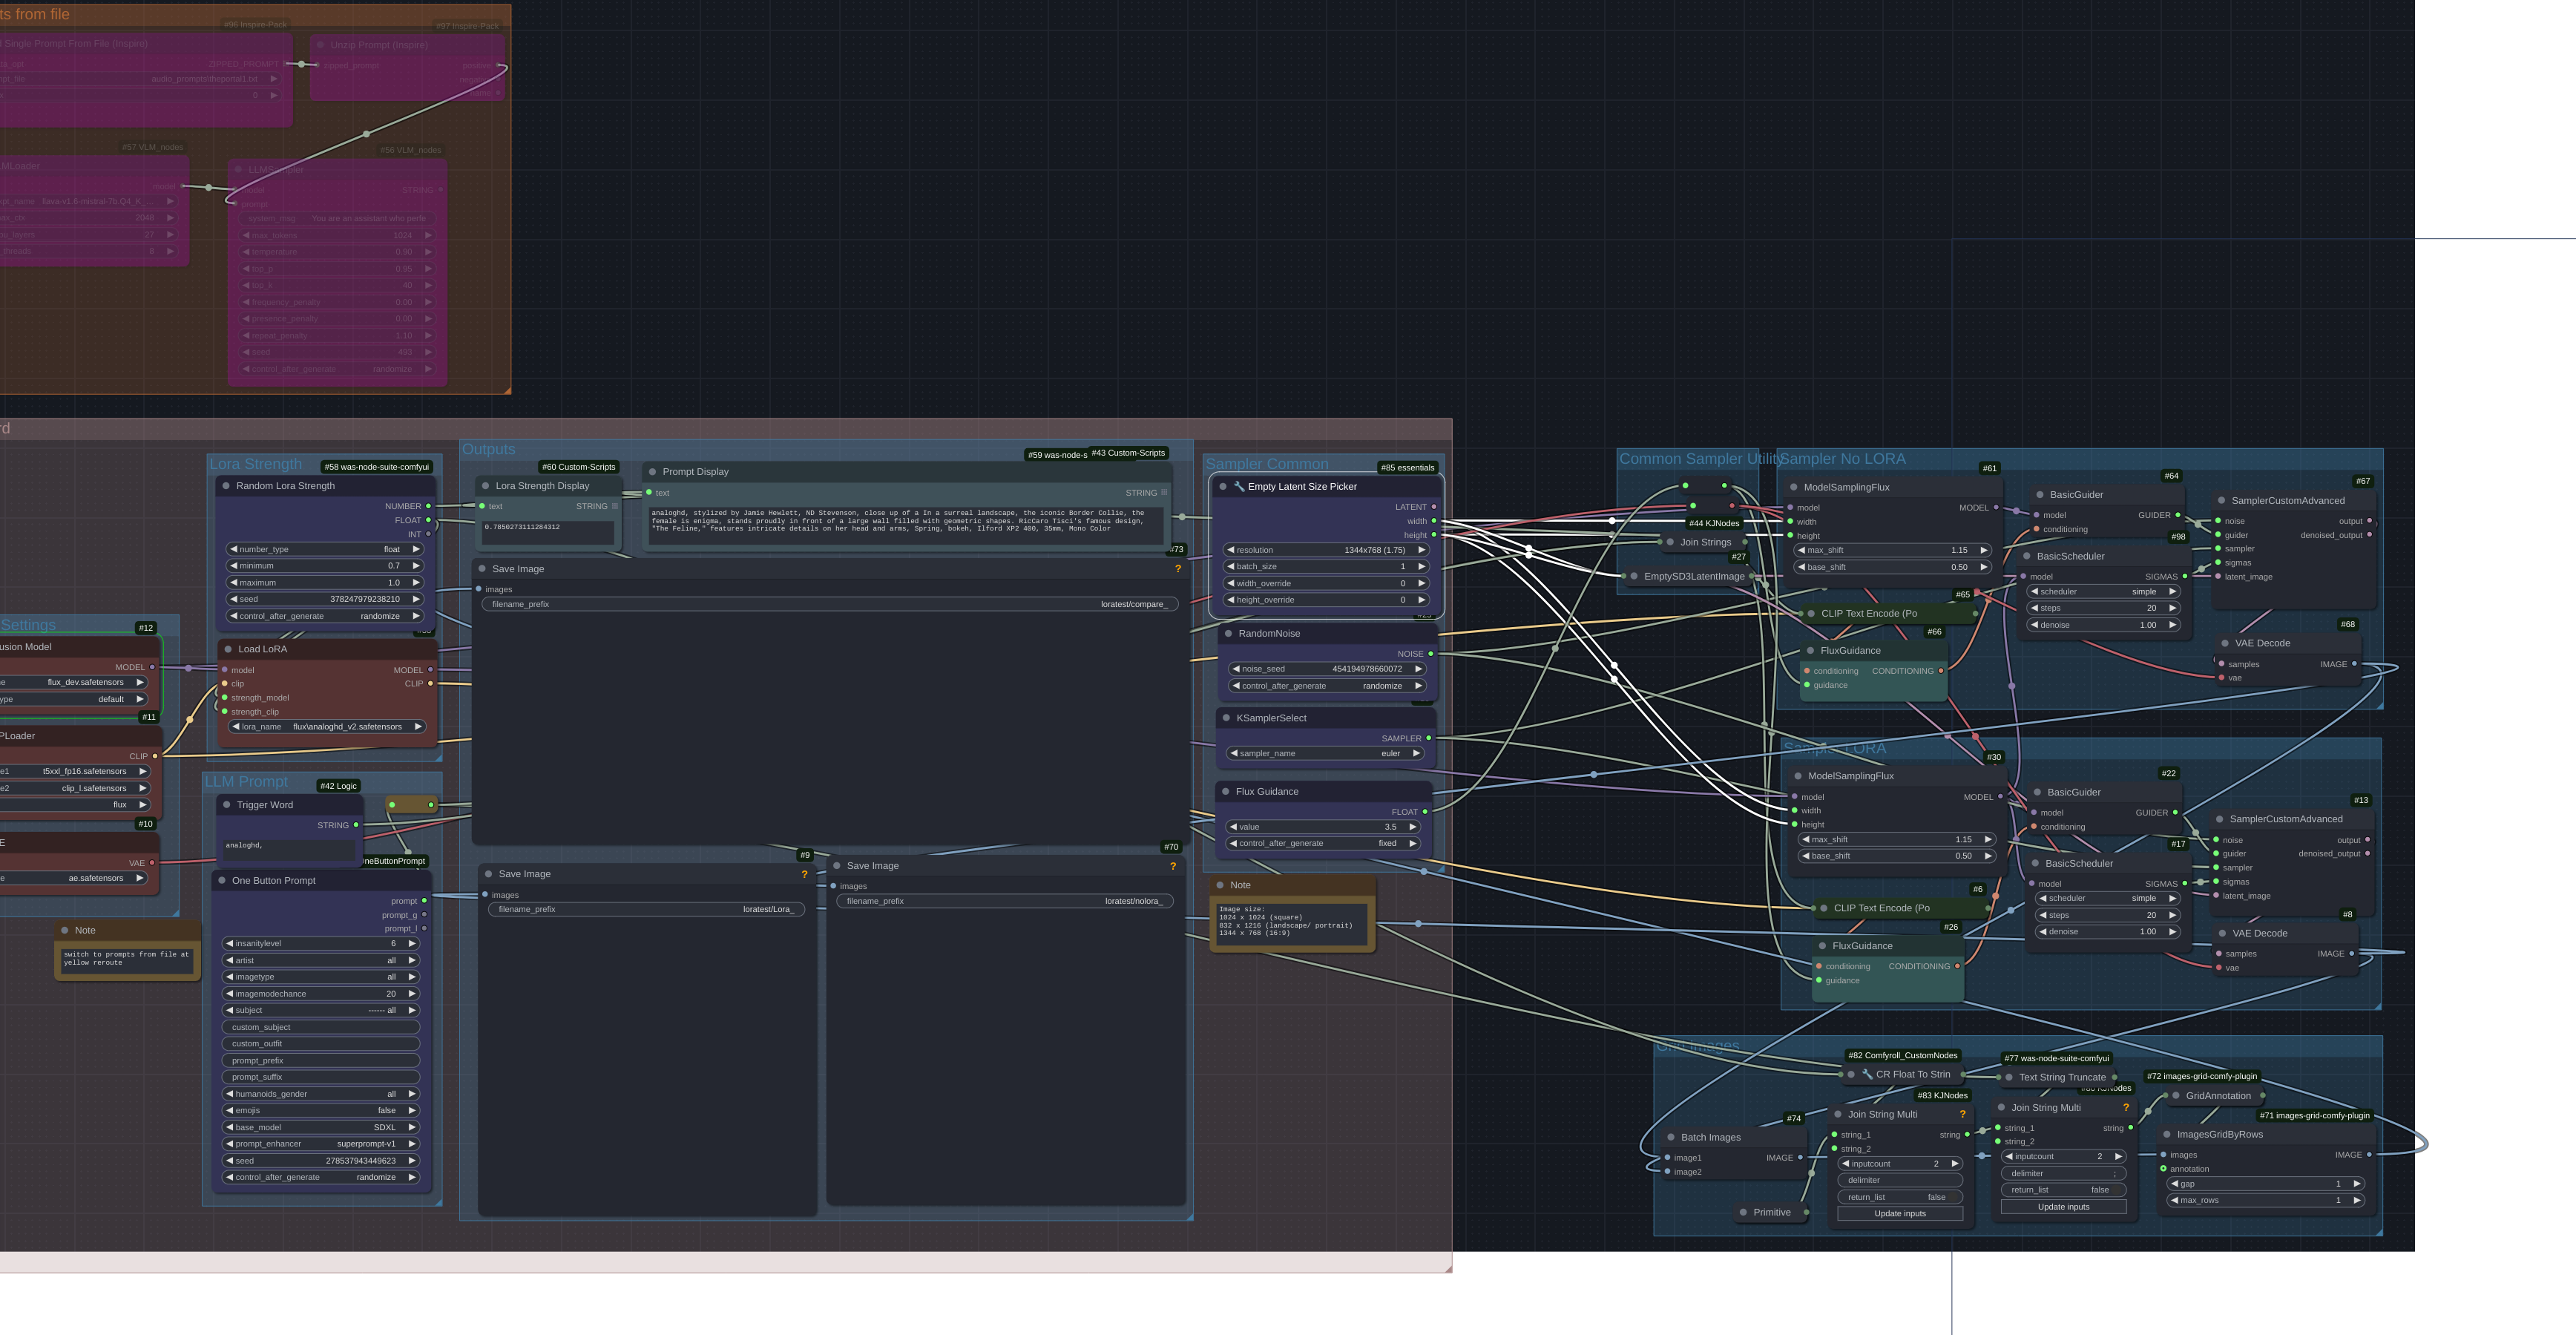 ts from file
#96 Inspire-Pack
#97 Inspire-Pack
Single Prompt From File (Inspire)
Unzip Prompt (Inspire)
ZIPPED_PROMPT
zipped_prompt
positive
audio_prompts\theportal1.txt
0
#57 VLM_nodes
#56 VLM_nodes
MLoader
LLMSampler
model
STRING
prompt
llava-v1.6-mistral-7b.Q4_K_...
2048
27
8
system_msg You are an assistant who perfe
max_tokens 1024
temperature 0.90
top_p 0.95
top_k 40
frequency_penalty 0.00
presence_penalty 0.00
repeat_penalty 1.10
seed 493
control_after_generate randomize
rd
Settings
#12
usion Model
MODEL
flux_dev.safetensors
ype default
#11
PLoader
CLIP
e1 t5xxl_fp16.safetensors
e2 clip_l.safetensors
flux
#10
E
VAE
ae.safetensors
Note
switch to prompts from file at
yellow reroute
Lora Strength
#58 was-node-suite-comfyui
Random Lora Strength
NUMBER
FLOAT
INT
number_type float
minimum 0.7
maximum 1.0
seed 378247979238210
control_after_generate randomize
Load LoRA
model MODEL
clip CLIP
strength_model
strength_clip
lora_name flux\analoghd_v2.safetensors
LLM Prompt
#42 Logic
Trigger Word
STRING
analoghd,
OneButtonPrompt
One Button Prompt
prompt
prompt_g
prompt_l
insanitylevel 6
artist all
imagetype all
imagemodechance 20
subject ------ all
custom_subject
custom_outfit
prompt_prefix
prompt_suffix
humanoids_gender all
emojis false
base_model SDXL
prompt_enhancer superprompt-v1
seed 278537943449623
control_after_generate randomize
Outputs
#60 Custom-Scripts
Lora Strength Display
text STRING
0.7850273111284312
#59 was-node-s
#43 Custom-Scripts
Prompt Display
text STRING
analoghd, stylized by Jamie Hewlett, ND Stevenson, close up of a In a surreal landscape, the iconic Border Collie, the
female is enigma, stands proudly in front of a large wall filled with geometric shapes. RicCaro Tisci's famous design,
"The Feline," features intricate details on her head and arms, Spring, bokeh, Ilford XP2 400, 35mm, Mono Color
#73
Save Image ?
images
filename_prefix loratest/compare_
#9
Save Image ?
images
filename_prefix loratest/Lora_
#70
Save Image ?
images
filename_prefix loratest/nolora_
Sampler Common
#85 essentials
🔧 Empty Latent Size Picker
LATENT
width
height
resolution 1344x768 (1.75)
batch_size 1
width_override 0
height_override 0
RandomNoise
NOISE
noise_seed 454194978660072
control_after_generate randomize
KSamplerSelect
SAMPLER
sampler_name euler
Flux Guidance
FLOAT
value 3.5
control_after_generate fixed
Note
Image size:
1024 x 1024 (square)
832 x 1216 (landscape/ portrait)
1344 x 768 (16:9)
Common Sampler Utility
#44 KJNodes
Join Strings
#27
EmptySD3LatentImage
Sampler No LORA
#61
ModelSamplingFlux
model MODEL
width
height
max_shift 1.15
base_shift 0.50
#65
CLIP Text Encode (Po
#66
FluxGuidance
conditioning CONDITIONING
guidance
#64
BasicGuider
model GUIDER
conditioning
#98
BasicScheduler
model SIGMAS
scheduler simple
steps 20
denoise 1.00
#67
SamplerCustomAdvanced
noise output
guider denoised_output
sampler
sigmas
latent_image
#68
VAE Decode
samples IMAGE
vae
#30
ModelSamplingFlux
model MODEL
width
height
max_shift 1.15
base_shift 0.50
#6
CLIP Text Encode (Po
#26
FluxGuidance
conditioning CONDITIONING
guidance
#22
BasicGuider
model GUIDER
conditioning
#17
BasicScheduler
model SIGMAS
scheduler simple
steps 20
denoise 1.00
#13
SamplerCustomAdvanced
noise output
guider denoised_output
sampler
sigmas
latent_image
#8
VAE Decode
samples IMAGE
vae
Grid Images
#82 Comfyroll_CustomNodes
🔧 CR Float To Strin
#77 was-node-suite-comfyui
Text String Truncate
#72 images-grid-comfy-plugin
GridAnnotation
#74
Batch Images
image1 IMAGE
image2
Primitive
#83 KJNodes
Join String Multi ?
string_1 string
string_2
inputcount 2
delimiter
return_list false
Update inputs
#80 KJNodes
Join String Multi ?
string_1 string
string_2
inputcount 2
delimiter ;
return_list false
Update inputs
#71 images-grid-comfy-plugin
ImagesGridByRows
images IMAGE
annotation
gap 1
max_rows 1